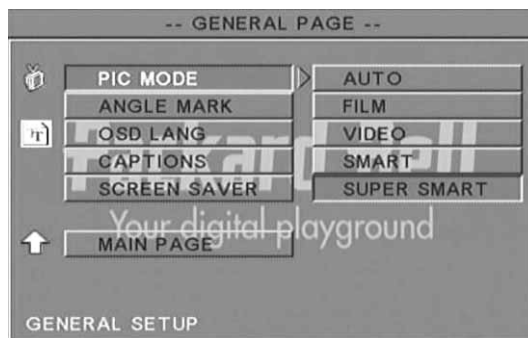 -- GENERAL PAGE --
PIC MODE
ANGLE MARK
OSD LANG
CAPTIONS
SCREEN SAVER
MAIN PAGE
AUTO
FILM
VIDEO
SMART
SUPER SMART
Packard Bell
Your digital playground
GENERAL SETUP